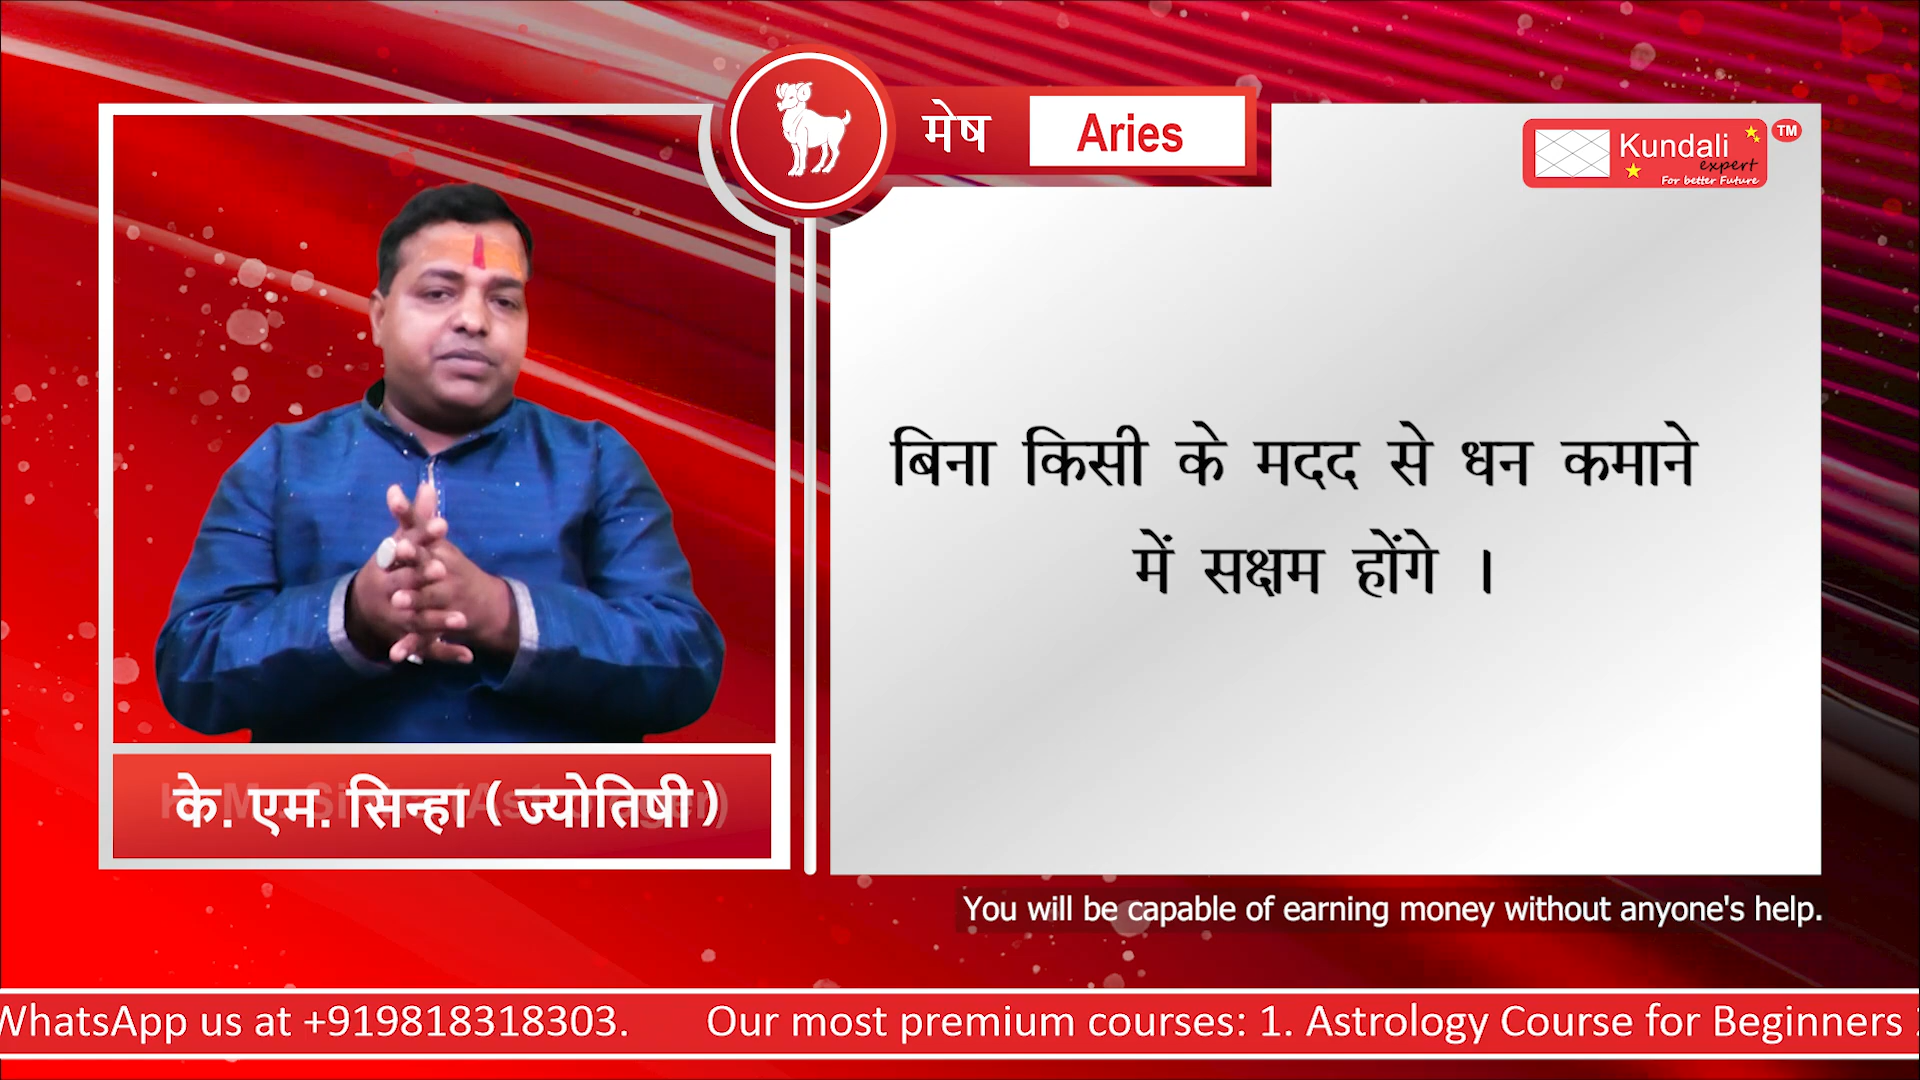 मेष Aries
Kundali
expert
For better Future
TM
बिना किसी के मदद से धन कमाने
में सक्षम होंगे ।
के. एम. सिन्हा ( ज्योतिषी )
You will be capable of earning money without anyone's help.
WhatsApp us at +919818318303. Our most premium courses: 1. Astrology Course for Beginners